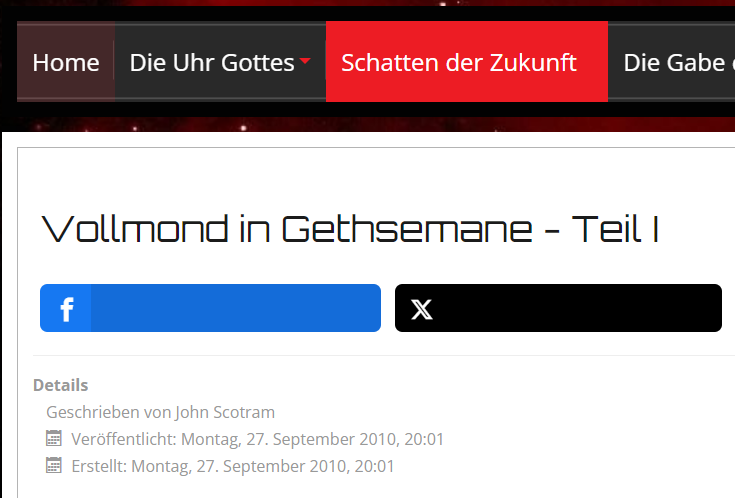 Home Die Uhr Gottes Schatten der Zukunft Die Gabe
Vollmond in Gethsemane - Teil I
Details
Geschrieben von John Scotram
Veröffentlicht: Montag, 27. September 2010, 20:01
Erstellt: Montag, 27. September 2010, 20:01